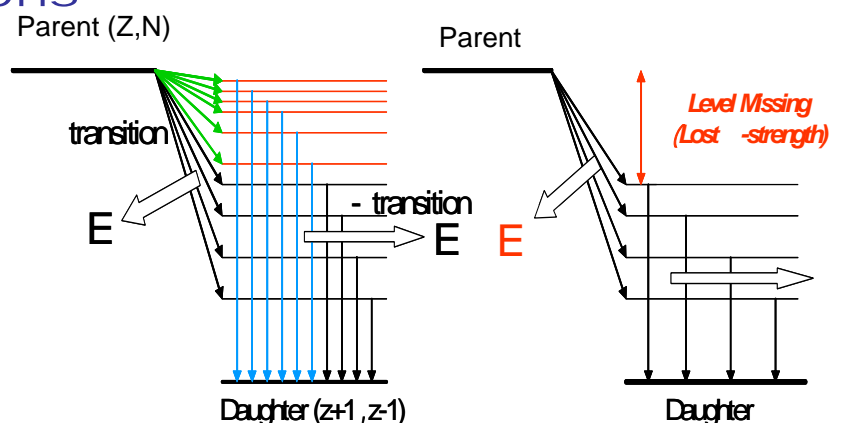 Parent (Z,N)
transition
E
- transition
E
Daughter (z+1 , z-1)
Parent
Level Missing
(Lost -strength)
E
Daughter